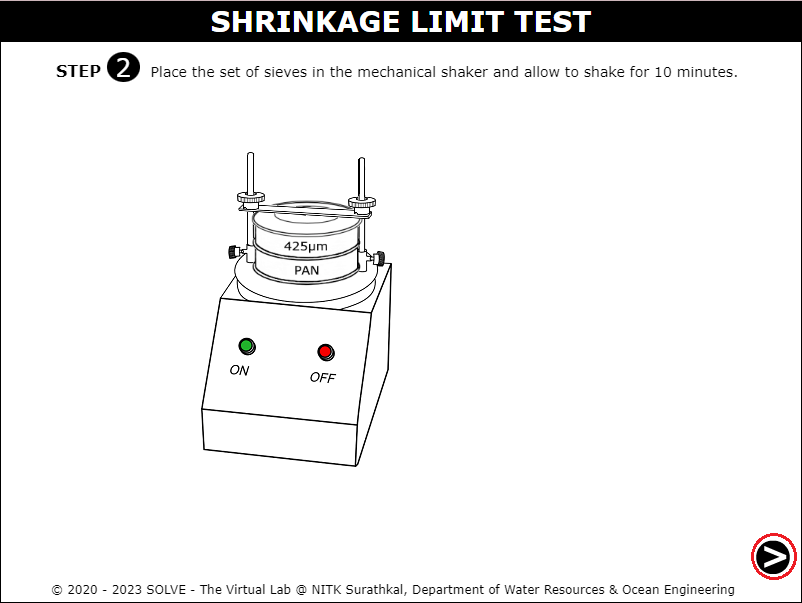 SHRINKAGE LIMIT TEST
STEP 2 Place the set of sieves in the mechanical shaker and allow to shake for 10 minutes.
425µm
PAN
ON
OFF
© 2020 - 2023 SOLVE - The Virtual Lab @ NITK Surathkal, Department of Water Resources & Ocean Engineering